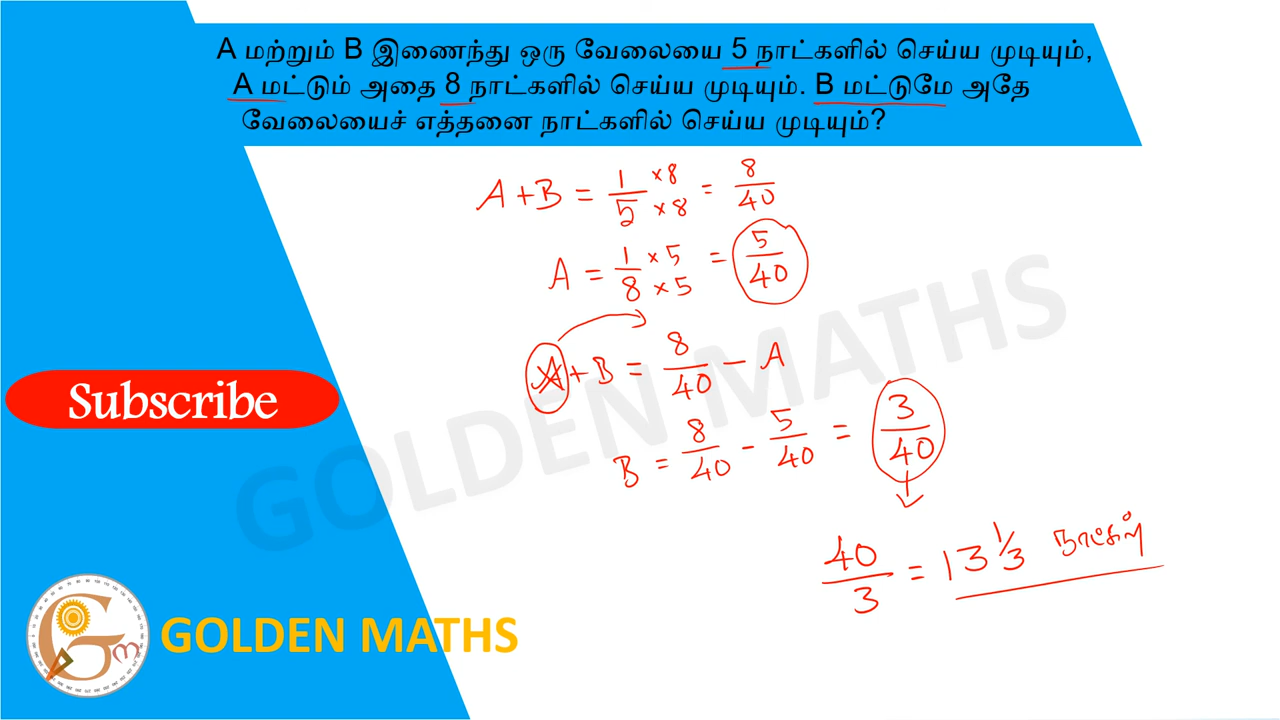 A மற்றும் B இணைந்து ஒரு வேலையை 5 நாட்களில் செய்ய முடியும்,
A மட்டும் அதை 8 நாட்களில் செய்ய முடியும். B மட்டுமே அதே
வேலையைச் எத்தனை நாட்களில் செய்ய முடியும்?
A + B = 1/5 ×8/×8 = 8/40
A = 1/8 ×5/×5 = 5/40
A + B = 8/40 - A
B = 8/40 - 5/40 = 3/40
40/3 = 13 1/3 நாட்கள்
Subscribe
GOLDEN MATHS
GOLDEN MATHS